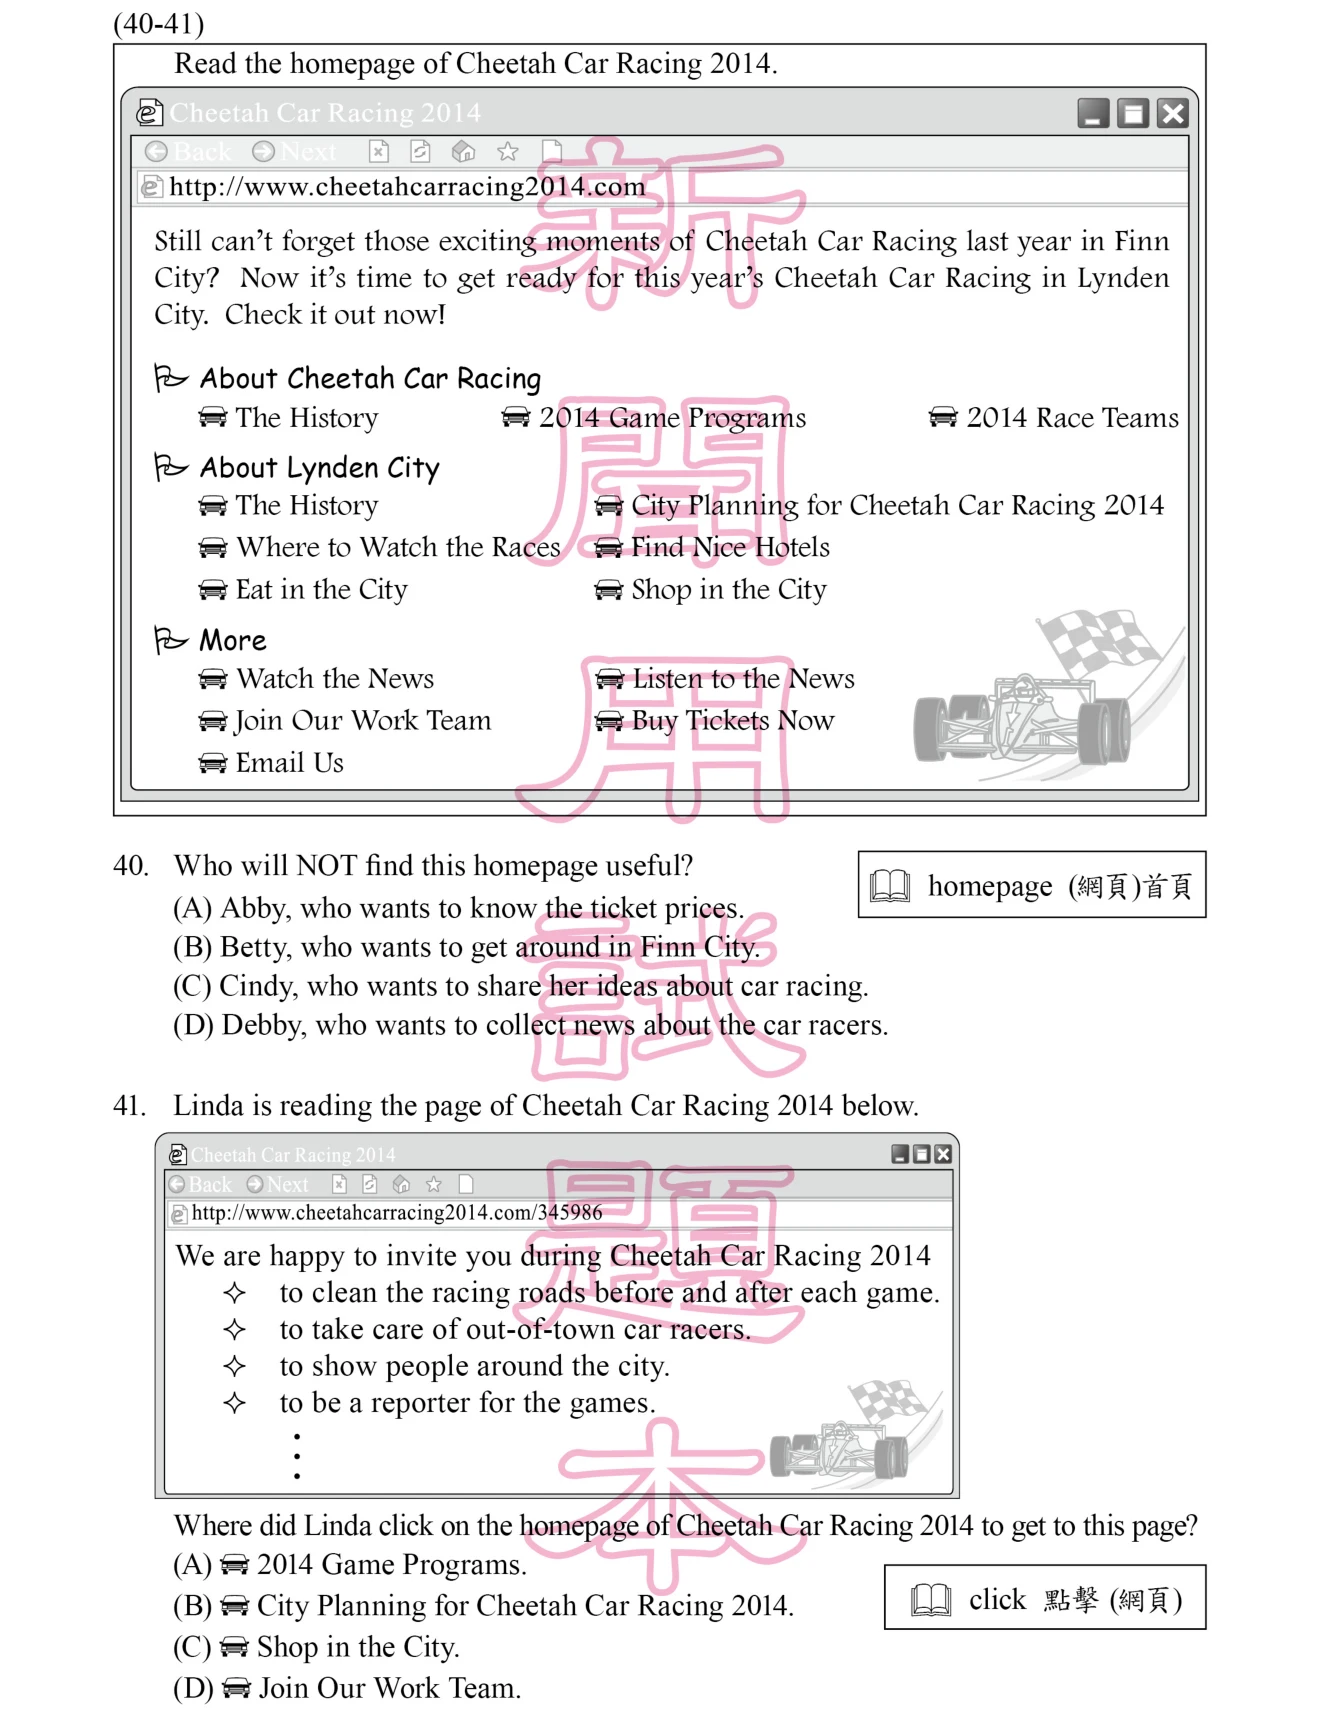 (40-41)
Read the homepage of Cheetah Car Racing 2014.
Cheetah Car Racing 2014
Back Next
http://www.cheetahcarracing2014.com
Still can't forget those exciting moments of Cheetah Car Racing last year in Finn
City? Now it's time to get ready for this year's Cheetah Car Racing in Lynden
City. Check it out now!
About Cheetah Car Racing
The History 2014 Game Programs 2014 Race Teams
About Lynden City
The History City Planning for Cheetah Car Racing 2014
Where to Watch the Races Find Nice Hotels
Eat in the City Shop in the City
More
Watch the News Listen to the News
Join Our Work Team Buy Tickets Now
Email Us
40. Who will NOT find this homepage useful?
(A) Abby, who wants to know the ticket prices.
(B) Betty, who wants to get around in Finn City.
(C) Cindy, who wants to share her ideas about car racing.
(D) Debby, who wants to collect news about the car racers.
homepage (網頁)首頁
41. Linda is reading the page of Cheetah Car Racing 2014 below.
Cheetah Car Racing 2014
Back Next
http://www.cheetahcarracing2014.com/345986
We are happy to invite you during Cheetah Car Racing 2014
to clean the racing roads before and after each game.
to take care of out-of-town car racers.
to show people around the city.
to be a reporter for the games.
Where did Linda click on the homepage of Cheetah Car Racing 2014 to get to this page?
(A) 2014 Game Programs.
(B) City Planning for Cheetah Car Racing 2014.
(C) Shop in the City.
(D) Join Our Work Team.
click 點擊 (網頁)
新聞用試題本